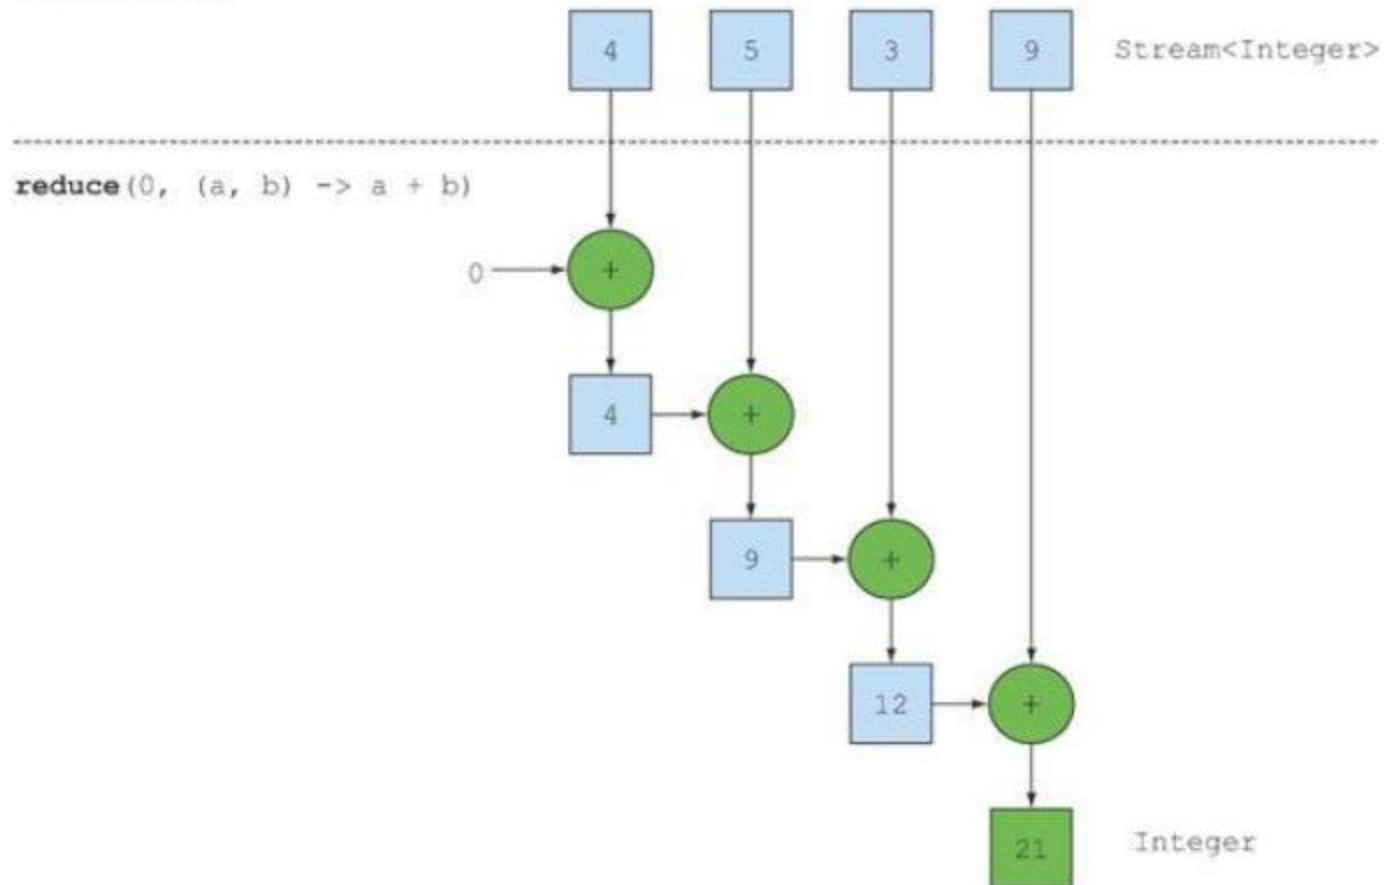 4 5 3 9 Stream<Integer>
reduce(0, (a, b) -> a + b)
0 +
4 +
9 +
12 +
21 Integer